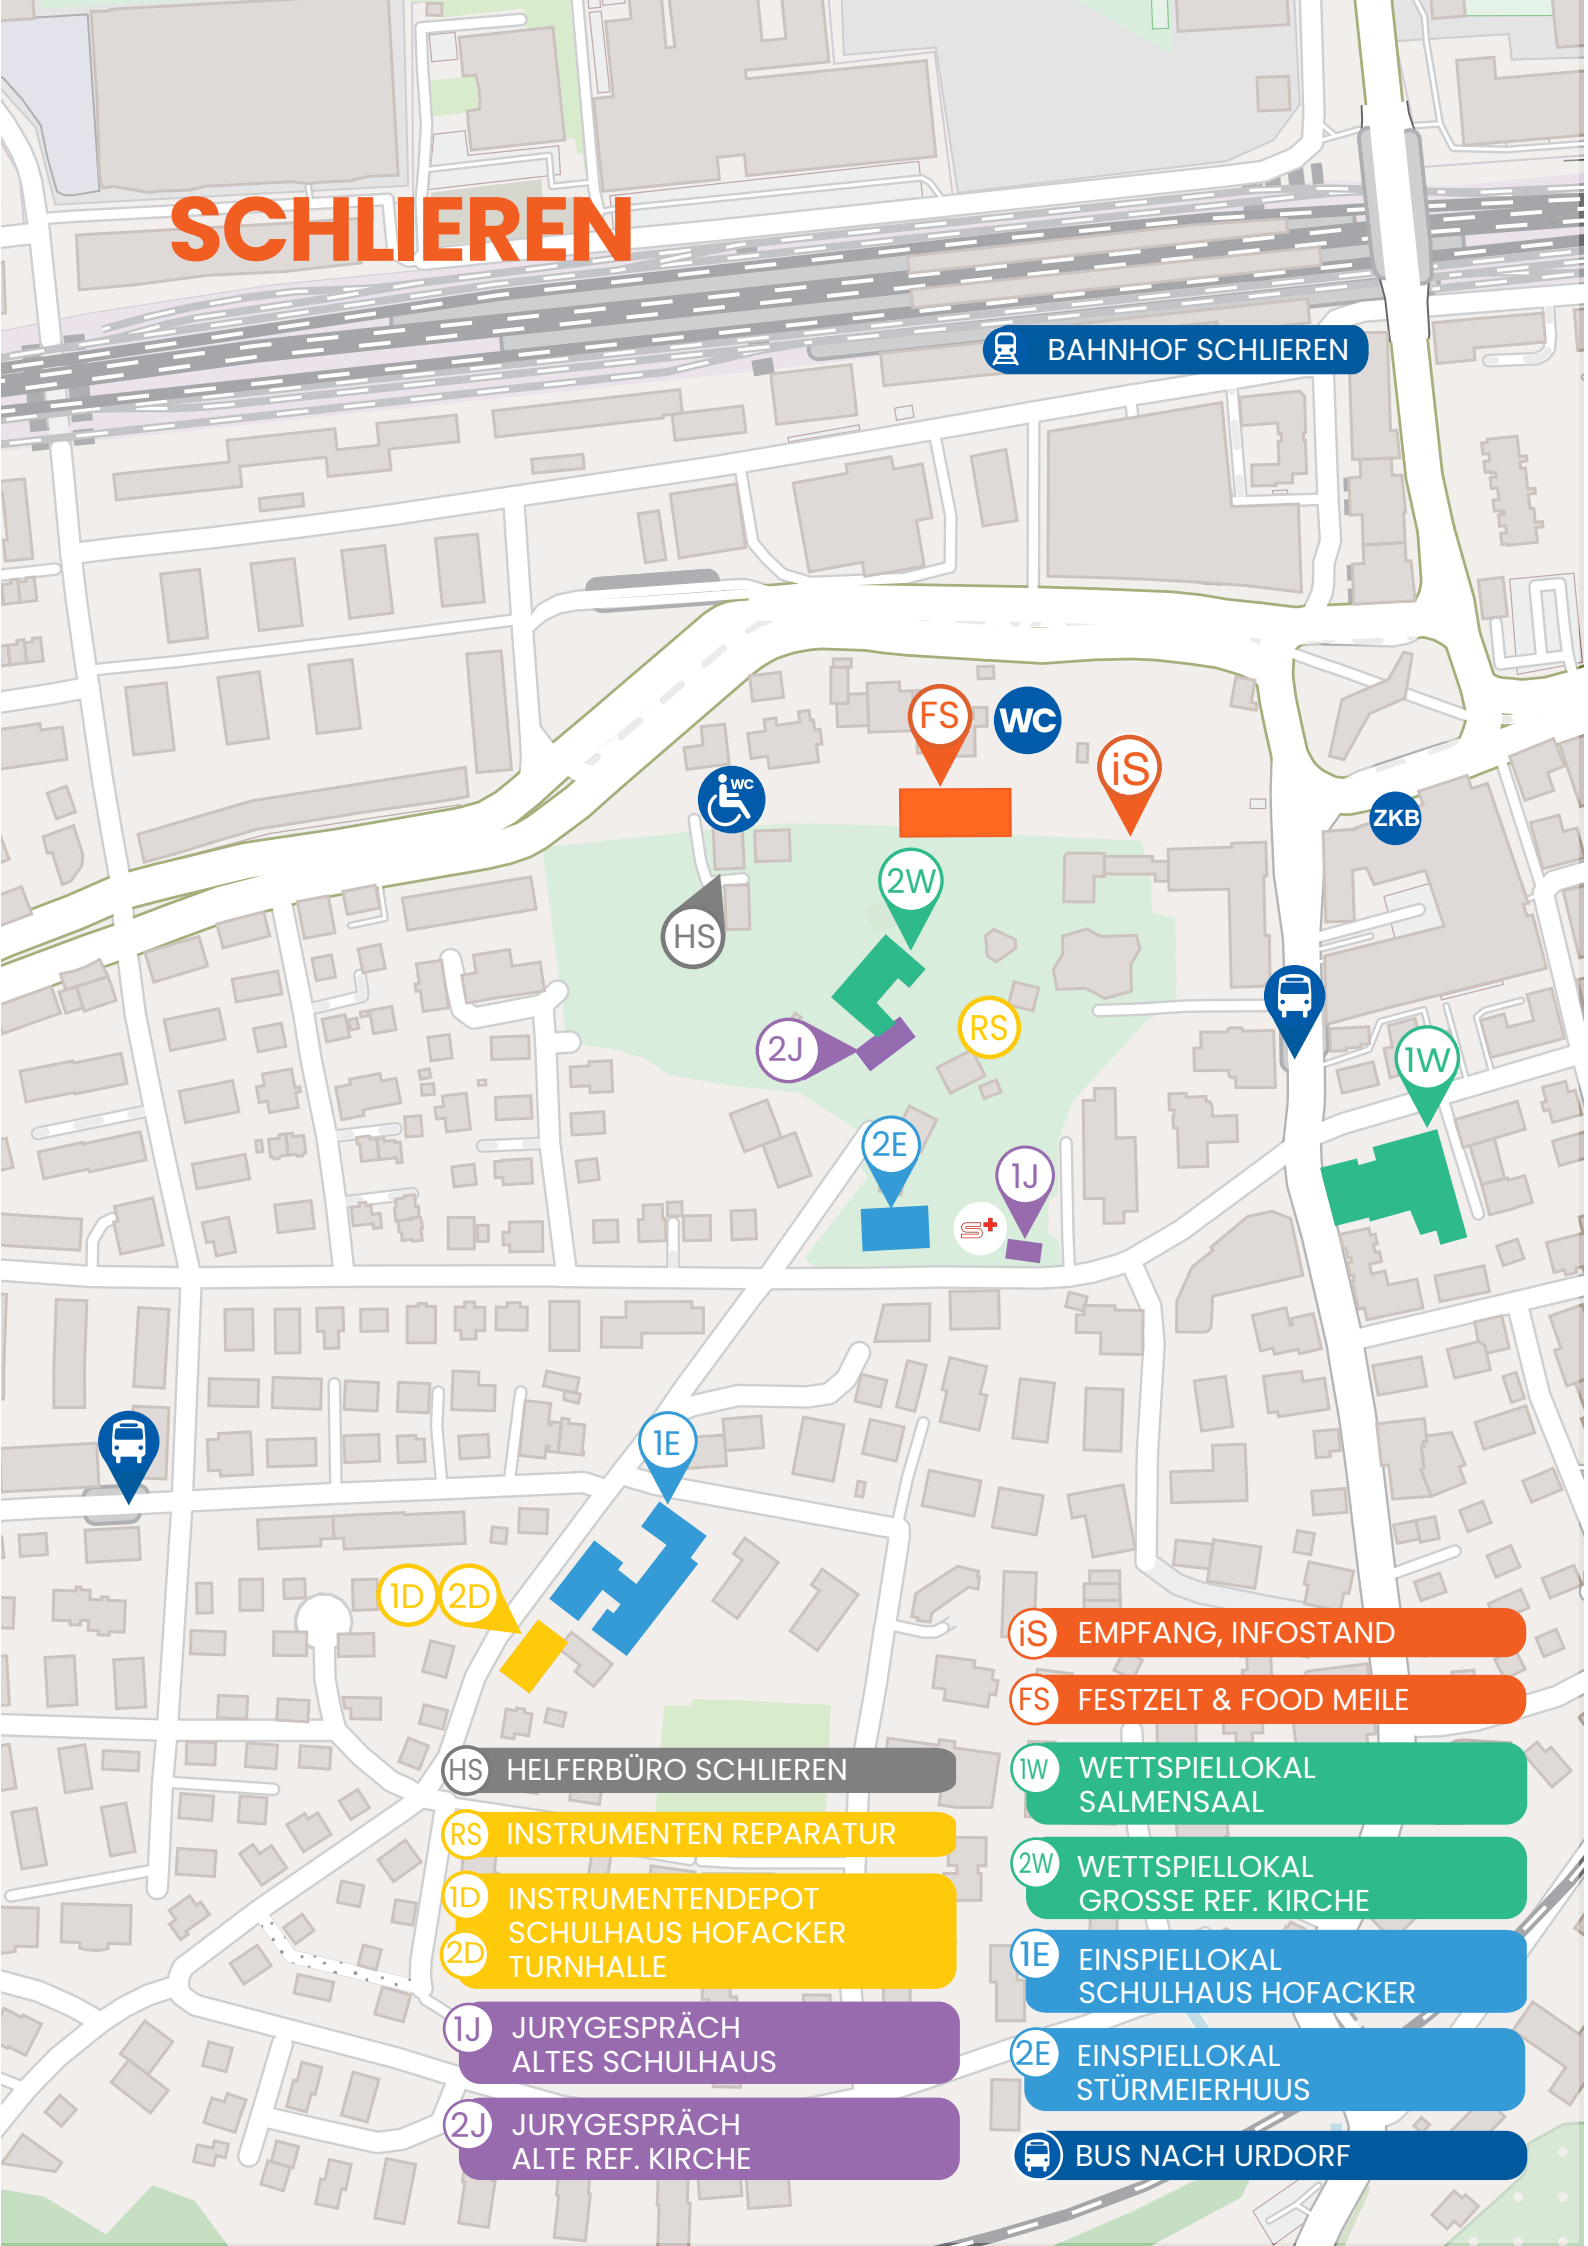 SCHLIEREN
BAHNHOF SCHLIEREN
FS
WC
iS
WC
ZKB
2W
HS
RS
2J
1W
2E
1J
S+
1E
1D
2D
iS EMPFANG, INFOSTAND
FS FESTZELT & FOOD MEILE
1W WETTSPIELLOKAL
SALMENSAAL
2W WETTSPIELLOKAL
GROSSE REF. KIRCHE
1E EINSPIELLOKAL
SCHULHAUS HOFACKER
2E EINSPIELLOKAL
STÜRMEIERHUUS
BUS NACH URDORF
HS HELFERBÜRO SCHLIEREN
RS INSTRUMENTEN REPARATUR
1D INSTRUMENTENDEPOT
SCHULHAUS HOFACKER
2D TURNHALLE
1J JURYGESPRÄCH
ALTES SCHULHAUS
2J JURYGESPRÄCH
ALTE REF. KIRCHE